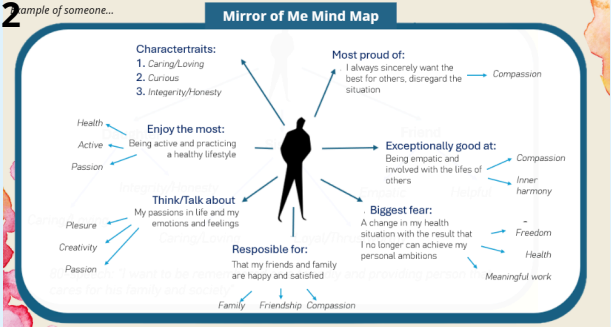 2
Example of someone...
Mirror of Me Mind Map
Charactertraits:
1. Caring/Loving
2. Curious
3. Integerity/Honesty
Most proud of:
I always sincerely want the
best for others, disregard the
situation
Compassion
Health
Active
Passion
Enjoy the most:
Being active and practicing
a healthy lifestyle
Exceptionally good at:
Being empatic and
involved with the lifes of
others
Compassion
Inner
harmony
Think/Talk about
My passions in life and my
emotions and feelings
Plesure
Creativity
Passion
Biggest fear:
A change in my health
situation with the result that
I no longer can achieve my
personal ambitions
-
Freedom
Health
Meaningful work
Resposible for:
That my friends and family
are happy and satisfied
Family Friendship Compassion